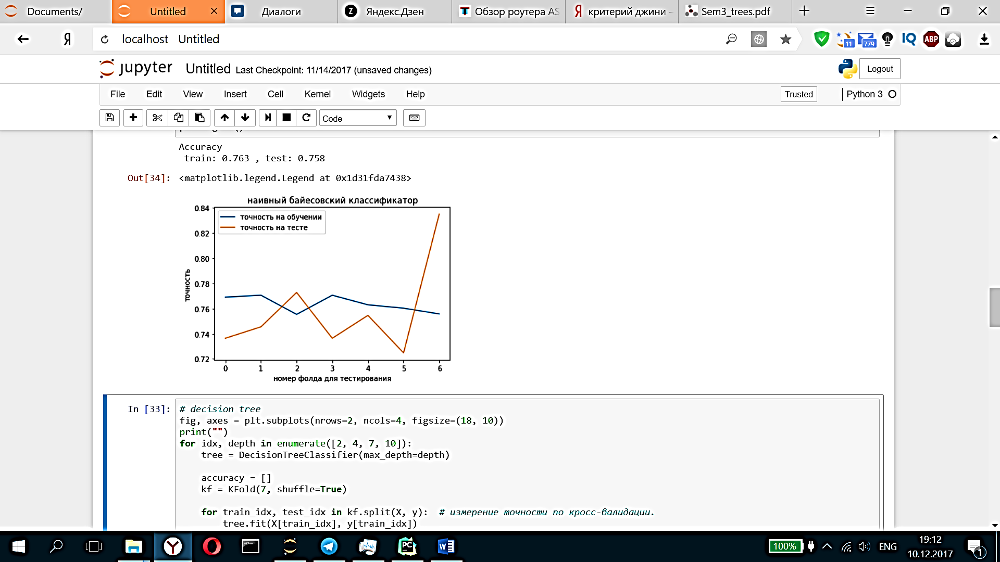 Documents/
Untitled
Диалоги
Яндекс.Дзен
Обзор роутера AS
критерий джини -
Sem3_trees.pdf
localhost Untitled
11
779
IQ
ABP
jupyter Untitled Last Checkpoint: 11/14/2017 (unsaved changes)
Logout
File Edit View Insert Cell Kernel Widgets Help
Trusted
Python 3
Code
Accuracy
train: 0.763 , test: 0.758
Out[34]: <matplotlib.legend.Legend at 0x1d31fda7438>
наивный байесовский классификатор
точность на обучении
точность на тесте
точность
0.84
0.82
0.80
0.78
0.76
0.74
0.72
0 1 2 3 4 5 6
номер фолда для тестирования
In [33]: # decision tree
fig, axes = plt.subplots(nrows=2, ncols=4, figsize=(18, 10))
print("")
for idx, depth in enumerate([2, 4, 7, 10]):
tree = DecisionTreeClassifier(max_depth=depth)
accuracy = []
kf = KFold(7, shuffle=True)
for train_idx, test_idx in kf.split(X, y): # измерение точности по кросс-валидации.
tree.fit(X[train_idx], y[train_idx])
100%
ENG
19:12
10.12.2017
1